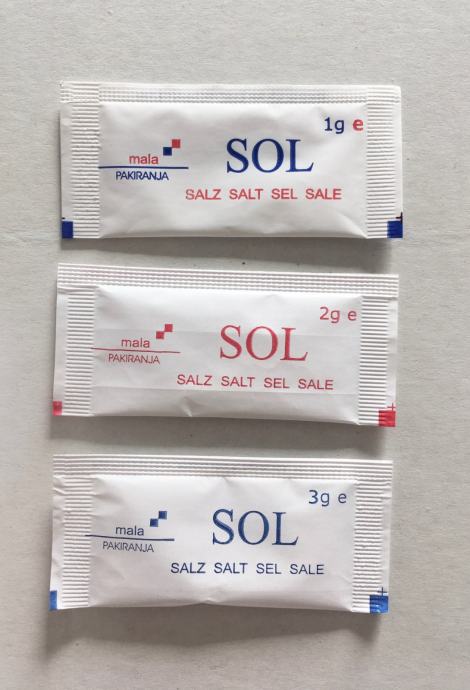 1g e
mala
PAKIRANJA
SOL
SALZ SALT SEL SALE
2g e
mala
PAKIRANJA
SOL
SALZ SALT SEL SALE
3g e
mala
PAKIRANJA
SOL
SALZ SALT SEL SALE